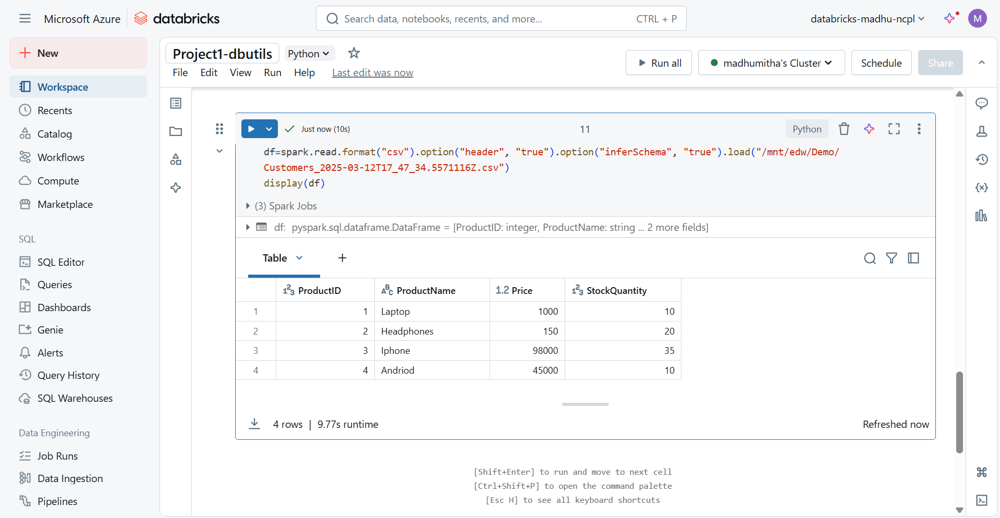 Microsoft Azure databricks
Search data, notebooks, recents, and more... CTRL + P
databricks-madhu-ncpl M
New
Workspace
Recents
Catalog
Workflows
Compute
Marketplace
SQL
SQL Editor
Queries
Dashboards
Genie
Alerts
Query History
SQL Warehouses
Data Engineering
Job Runs
Data Ingestion
Pipelines
Project1-dbutils Python
File Edit View Run Help Last edit was now
Run all madhumitha's Cluster Schedule Share
Just now (10s) 11 Python
df=spark.read.format("csv").option("header", "true").option("inferSchema", "true").load("/mnt/edw/Demo/
Customers_2025-03-12T17_47_34.5571116Z.csv")
display(df)
(3) Spark Jobs
df: pyspark.sql.dataframe.DataFrame = [ProductID: integer, ProductName: string ... 2 more fields]
Table +
123 ProductID ABC ProductName 1.2 Price 123 StockQuantity
1 1 Laptop 1000 10
2 2 Headphones 150 20
3 3 Iphone 98000 35
4 4 Andriod 45000 10
4 rows | 9.77s runtime Refreshed now
[Shift+Enter] to run and move to next cell
[Ctrl+Shift+P] to open the command palette
[Esc H] to see all keyboard shortcuts